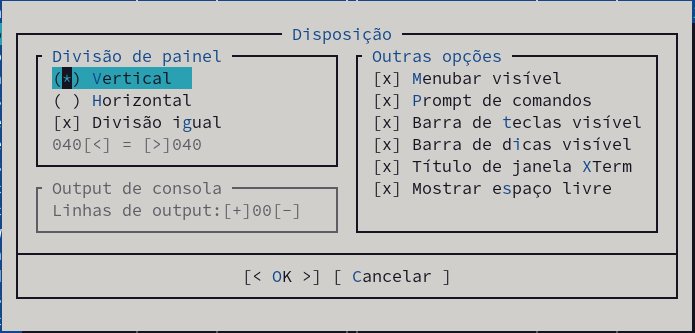 Disposição
Divisão de painel
(*) Vertical
( ) Horizontal
[x] Divisão igual
040[<] = [>]040
Output de consola
Linhas de output:[+]00[-]
Outras opções
[x] Menubar visível
[x] Prompt de comandos
[x] Barra de teclas visível
[x] Barra de dicas visível
[x] Título de janela XTerm
[x] Mostrar espaço livre
[< OK >] [ Cancelar ]